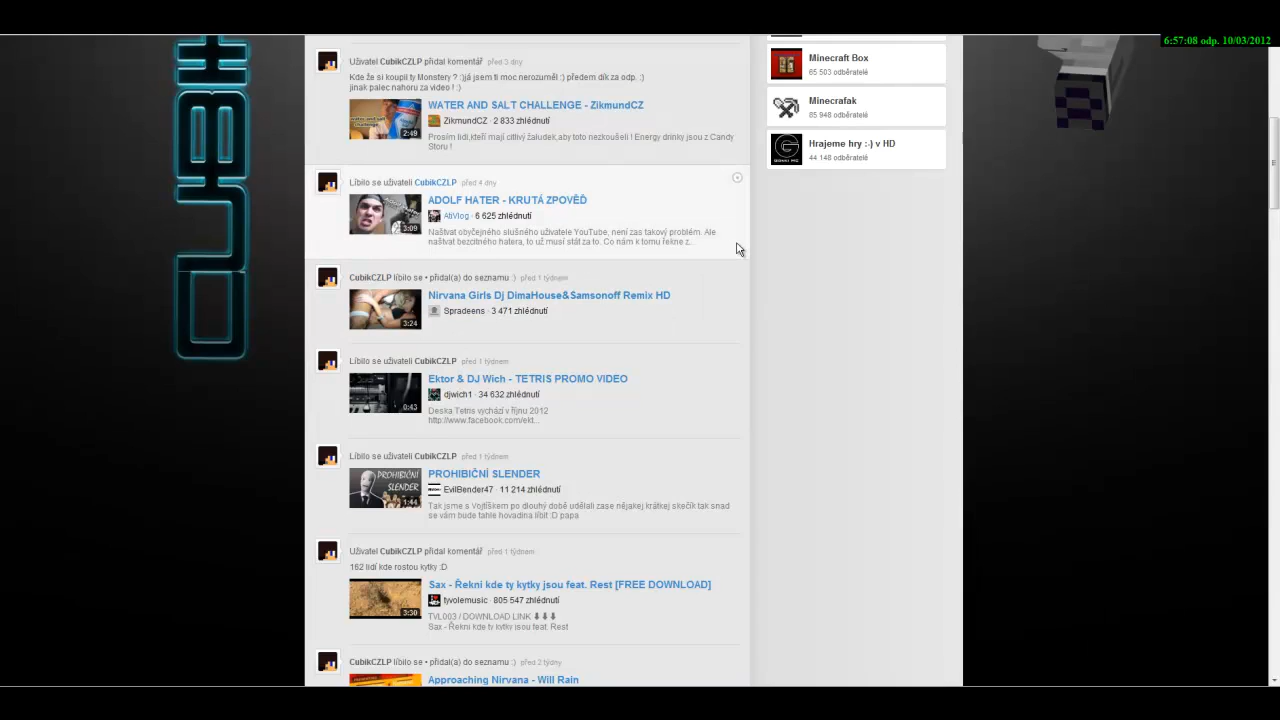 6:57:08 odp. 10/03/2012
Uživatel CubikCZLP přidal komentář před 3 dny
Kde že si koupil ty Monstery ? :)já jsem ti moc nerozuměl :) předem dík za odp. :)
jinak palec nahoru za video ! :)
WATER AND SALT CHALLENGE - ZikmundCZ
ZikmundCZ · 2 833 zhlédnutí
2:49
Prosím lidi,kteří mají citlivý žaludek,aby toto nezkoušeli ! Energy drinky jsou z Candy
Storu !
Líbilo se uživateli CubikCZLP před 4 dny
ADOLF HATER - KRUTÁ ZPOVĚĎ
AtiVlog · 6 625 zhlédnutí
3:09
Naštvat obyčejného slušného uživatele YouTube, není zas takový problém. Ale
naštvat bezcitného hatera, to už musí stát za to. Co nám k tomu řekne z..
CubikCZLP líbilo se • přidal(a) do seznamu :) před 1 týdnem
Nirvana Girls Dj DimaHouse&Samsonoff Remix HD
Spradeens · 3 471 zhlédnutí
3:24
Líbilo se uživateli CubikCZLP před 1 týdnem
Ektor & DJ Wich - TETRIS PROMO VIDEO
djwich1 · 34 632 zhlédnutí
0:43
Deska Tetris vychází v říjnu 2012
http://www.facebook.com/ekt...
Líbilo se uživateli CubikCZLP před 1 týdnem
PROHIBIČNÍ SLENDER
PROHIBIČNÍ
SLENDER
EvilBender47 · 11 214 zhlédnutí
1:44
Tak jsme s Vojtíškem po dlouhý době udělali zase nějakej krátkej skečík tak snad
se vám bude tahle hovadina líbit :D papa
Uživatel CubikCZLP přidal komentář před 1 týdnem
162 lidí kde rostou kytky :D
Sax - Řekni kde ty kytky jsou feat. Rest [FREE DOWNLOAD]
tyvolemusic · 805 547 zhlédnutí
3:30
TVL003 / DOWNLOAD LINK ⬇⬇⬇
Sax - Řekni kde ty kytky jsou feat. Rest
CubikCZLP líbilo se • přidal(a) do seznamu :) před 2 týdny
Approaching Nirvana - Will Rain
Minecraft Box
65 503 odběratelé
Minecrafak
85 948 odběratelé
Hrajeme hry :-) v HD
44 148 odběratelé